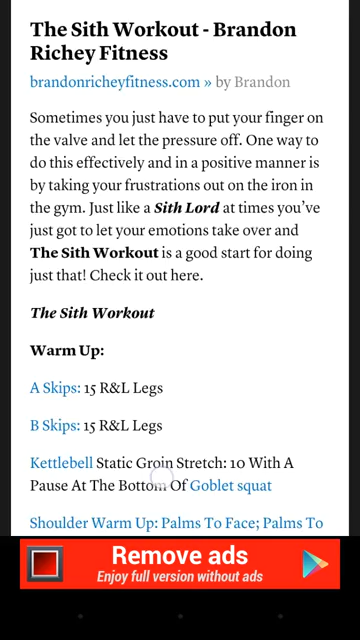 The Sith Workout - Brandon
Richey Fitness
brandonricheyfitness.com » by Brandon
Sometimes you just have to put your finger on
the valve and let the pressure off. One way to
do this effectively and in a positive manner is
by taking your frustrations out on the iron in
the gym. Just like a Sith Lord at times you've
just got to let your emotions take over and
The Sith Workout is a good start for doing
just that! Check it out here.
The Sith Workout
Warm Up:
A Skips: 15 R&L Legs
B Skips: 15 R&L Legs
Kettlebell Static Groin Stretch: 10 With A
Pause At The Bottom Of Goblet squat
Shoulder Warm Up: Palms To Face; Palms To
Remove ads
Enjoy full version without ads